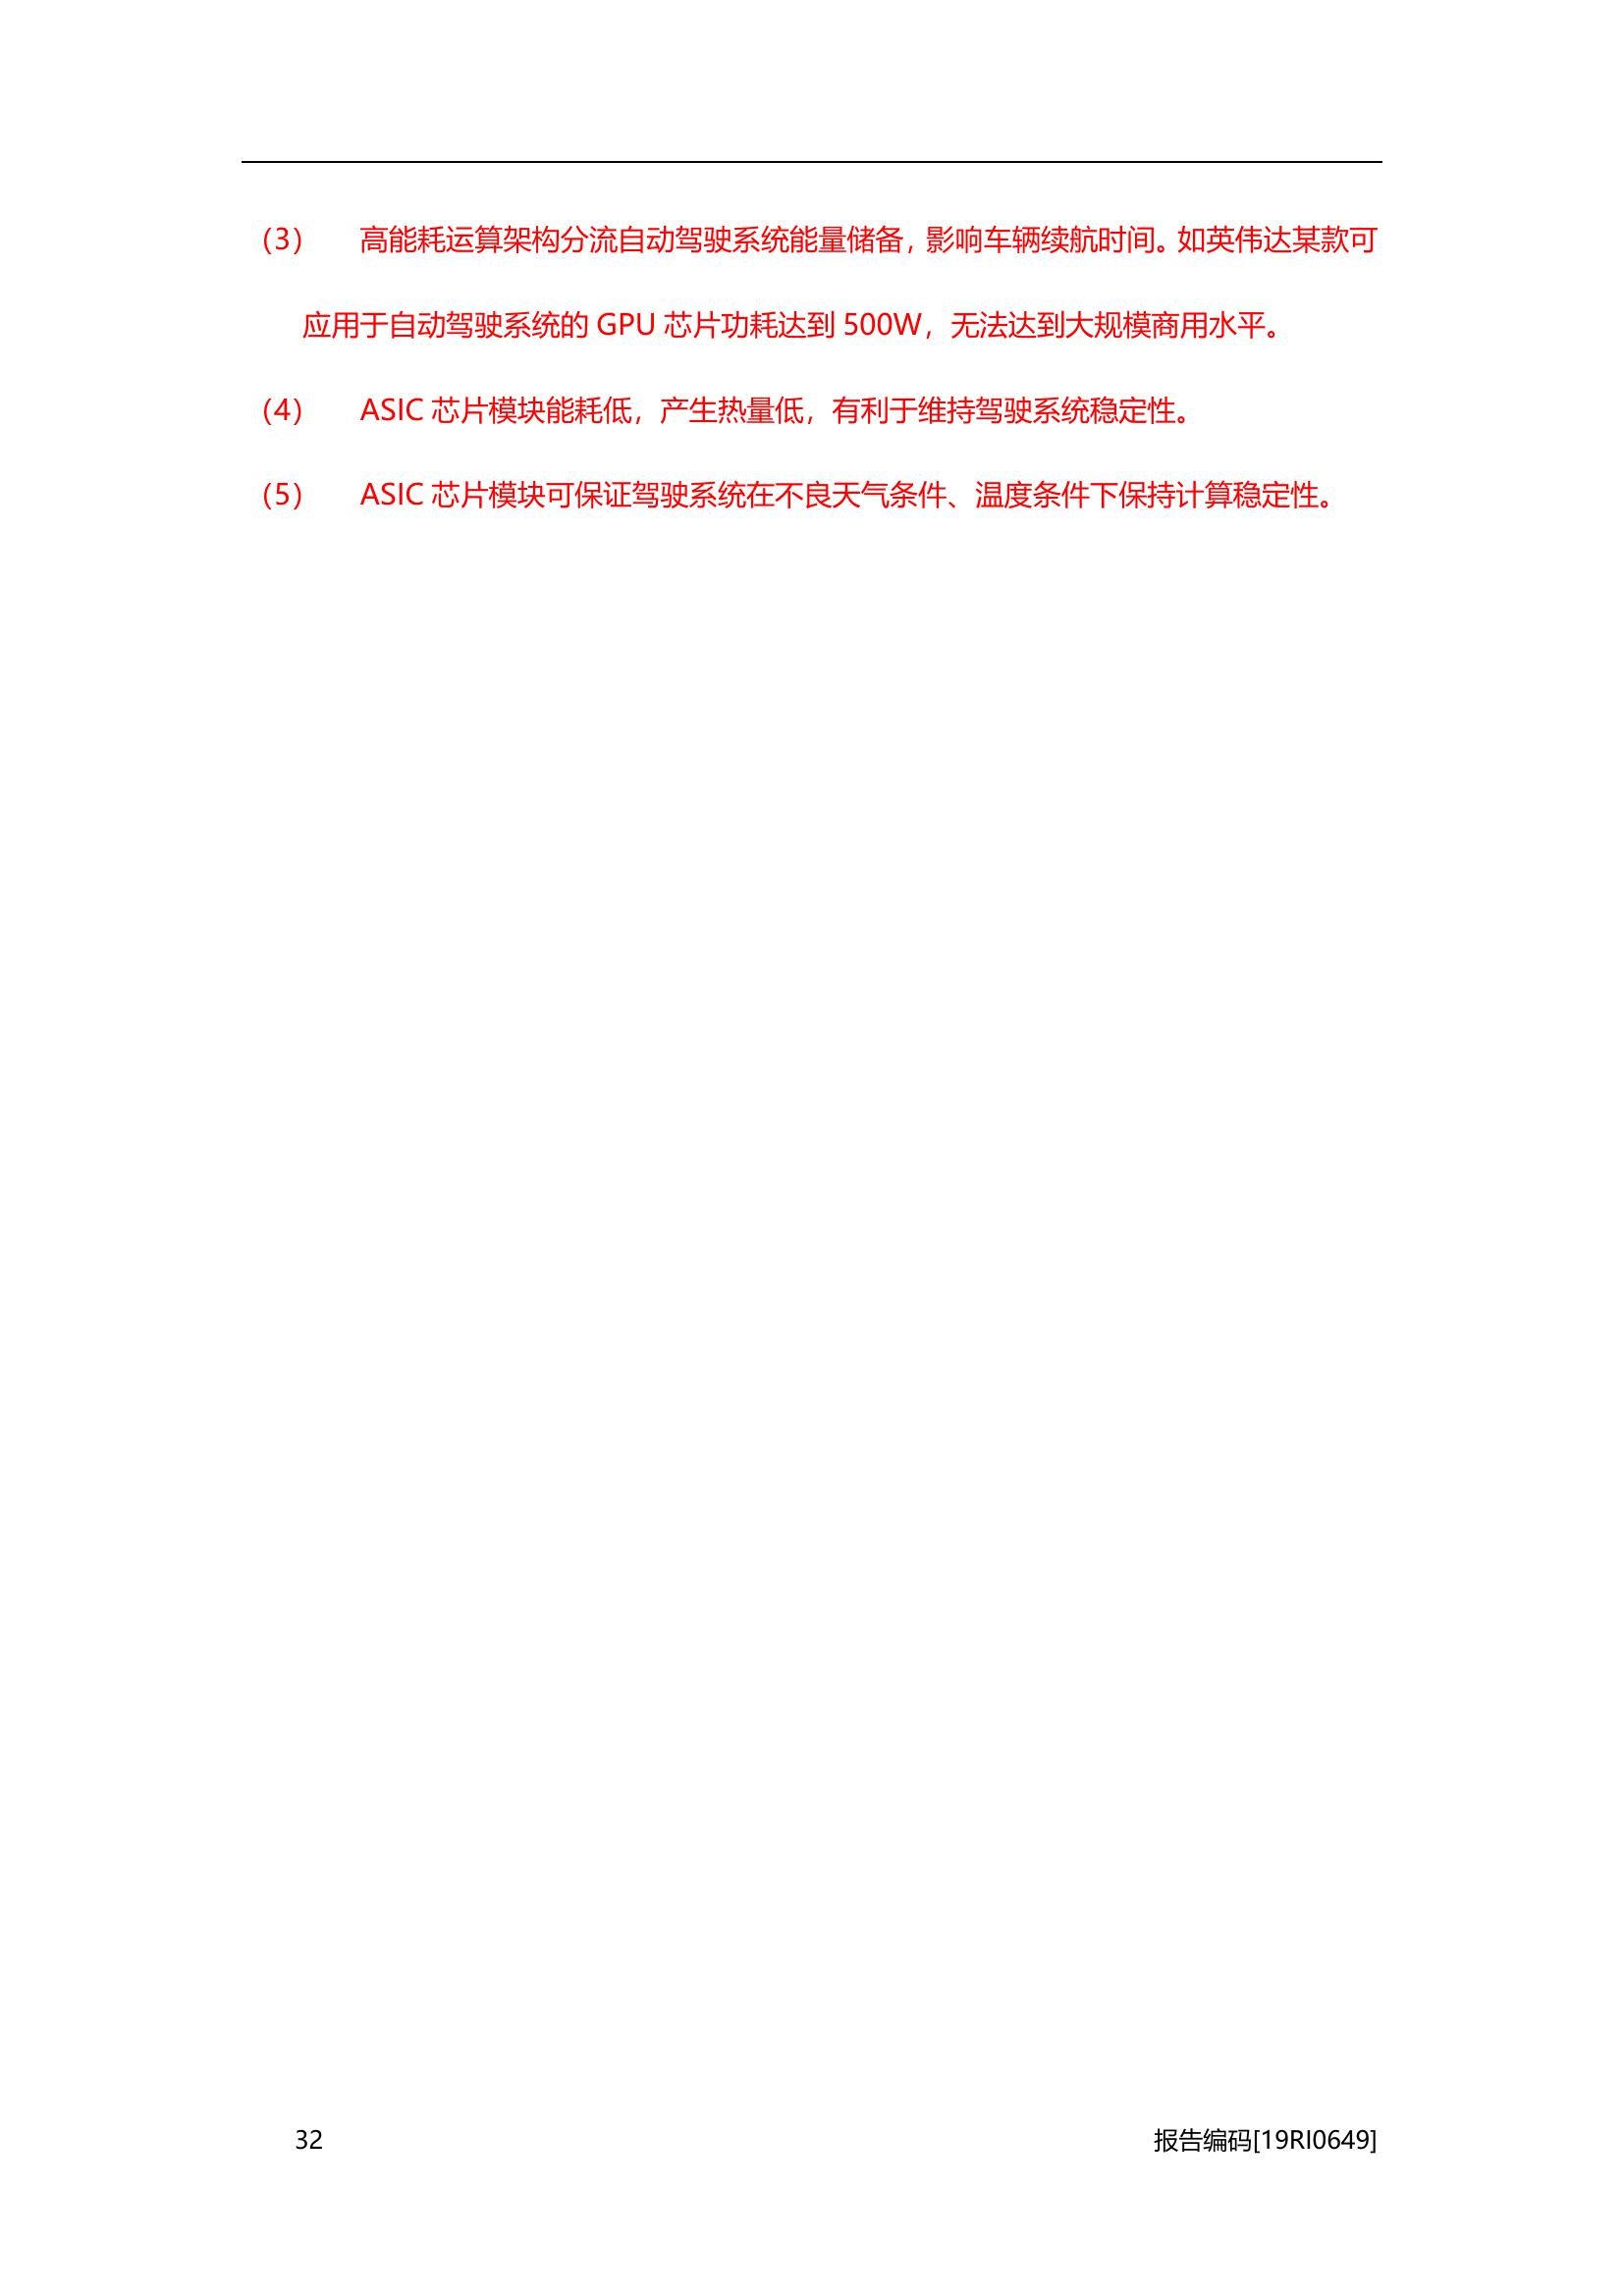 （3） 高能耗运算架构分流自动驾驶系统能量储备，影响车辆续航时间。如英伟达某款可
应用于自动驾驶系统的 GPU 芯片功耗达到 500W，无法达到大规模商用水平。
（4） ASIC 芯片模块能耗低，产生热量低，有利于维持驾驶系统稳定性。
（5） ASIC 芯片模块可保证驾驶系统在不良天气条件、温度条件下保持计算稳定性。
32 报告编码[19RI0649]